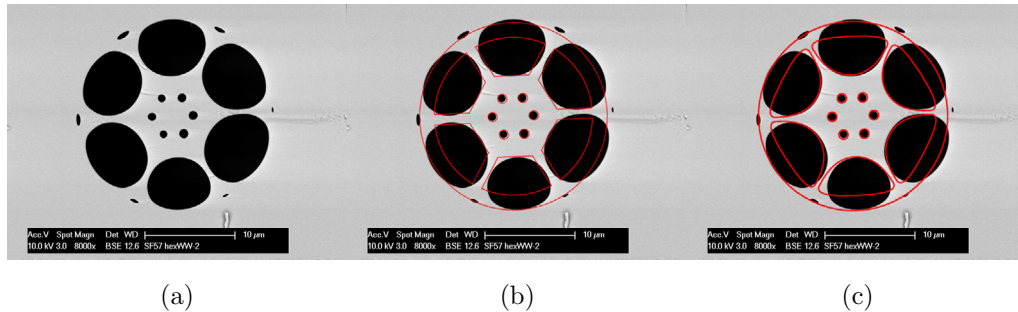 Acc.V Spot Magn Det WD 10 µm
10.0 kV 3.0 8000x BSE 12.6 SF57 hexWW-2
Acc.V Spot Magn Det WD 10 µm
10.0 kV 3.0 8000x BSE 12.6 SF57 hexWW-2
Acc.V Spot Magn Det WD 10 µm
10.0 kV 3.0 8000x BSE 12.6 SF57 hexWW-2
(a) (b) (c)